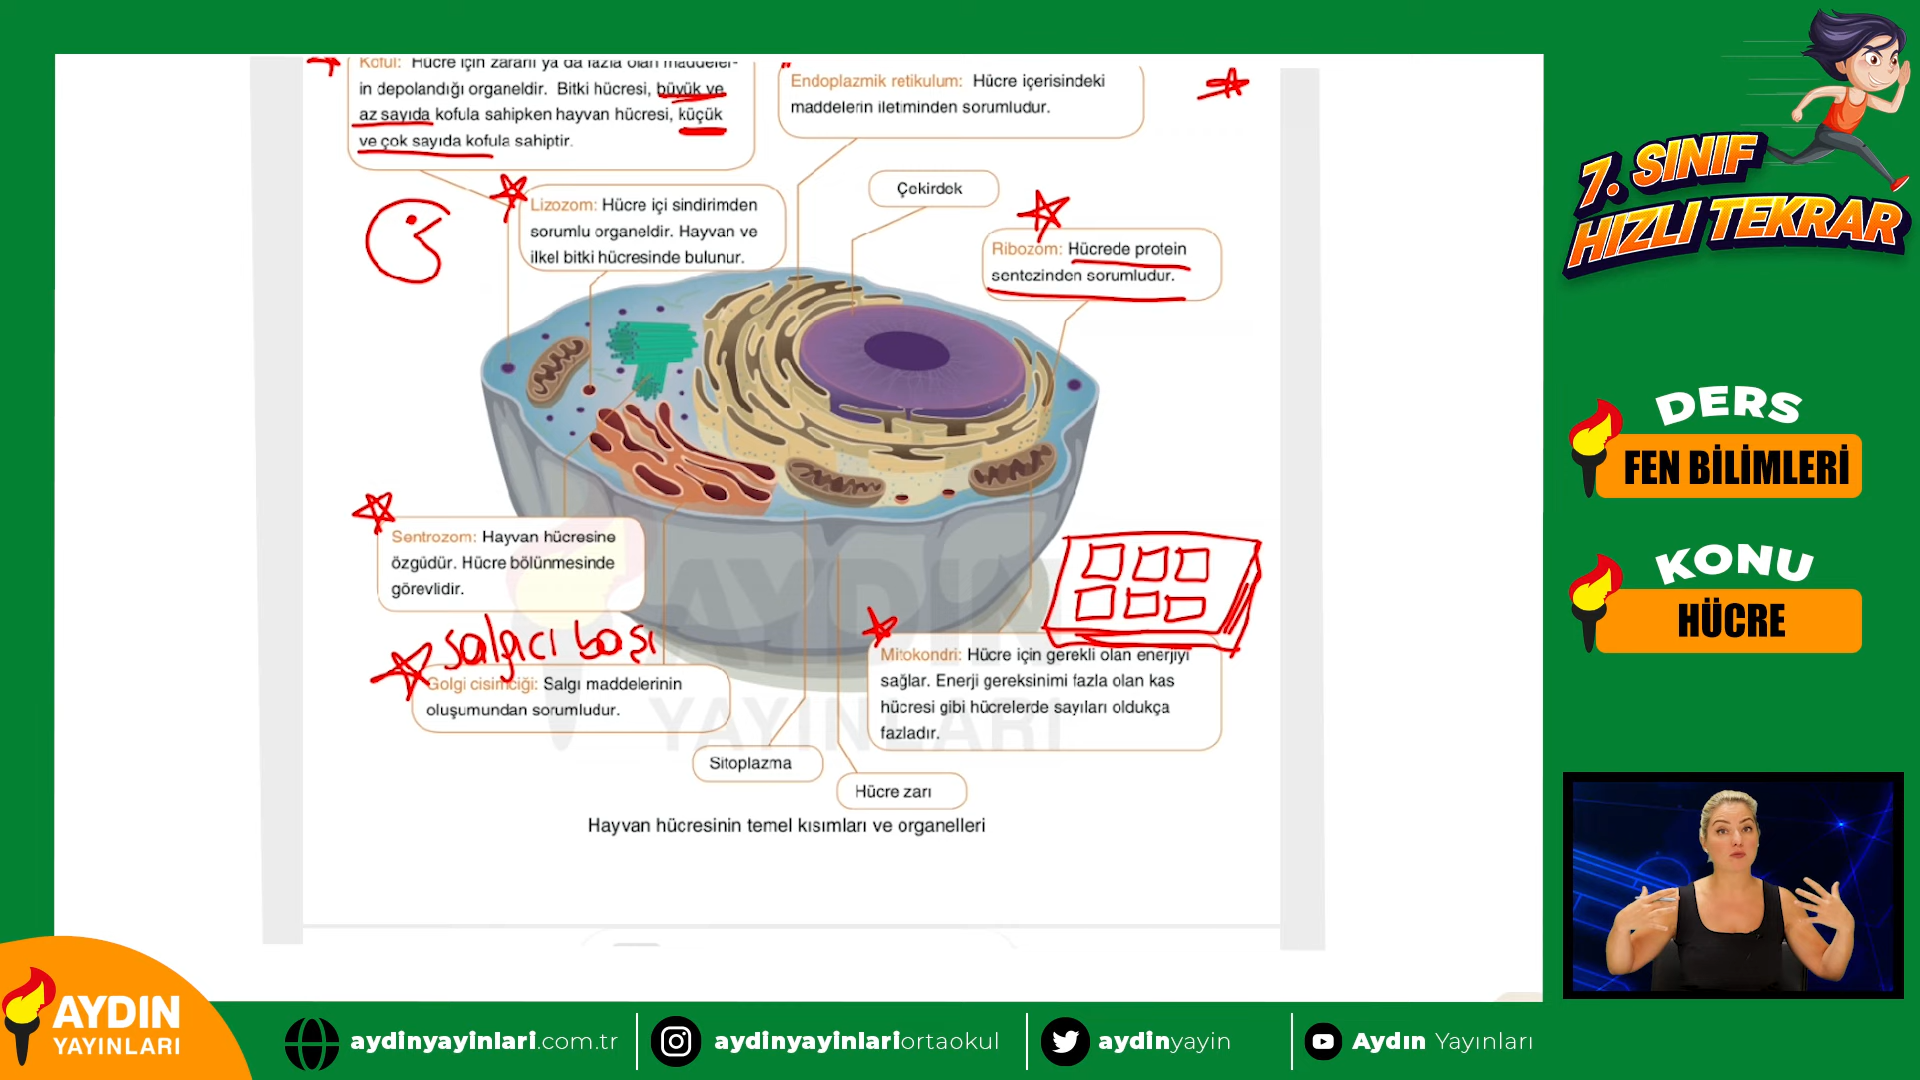 Koful: Hücre için zararlı ya da fazla olan maddeler-
in depolandığı organeldir. Bitki hücresi, büyük ve
az sayıda kofula sahipken hayvan hücresi, küçük
ve çok sayıda kofula sahiptir.
Endoplazmik retikulum: Hücre içerisindeki
maddelerin iletiminden sorumludur.
Çekirdek
Lizozom: Hücre içi sindirimden
sorumlu organeldir. Hayvan ve
ilkel bitki hücresinde bulunur.
Ribozom: Hücrede protein
sentezinden sorumludur.
Sentrozom: Hayvan hücresine
özgüdür. Hücre bölünmesinde
görevlidir.
salgıcı başı
Golgi cisimciği: Salgı maddelerinin
oluşumundan sorumludur.
Mitokondri: Hücre için gerekli olan enerjiyi
sağlar. Enerji gereksinimi fazla olan kas
hücresi gibi hücrelerde sayıları oldukça
fazladır.
Sitoplazma
Hücre zarı
Hayvan hücresinin temel kısımları ve organelleri
AYDIN
YAYINLARI
7. SINIF
HIZLI TEKRAR
DERS
FEN BİLİMLERİ
KONU
HÜCRE
AYDIN
YAYINLARI
aydinyayinlari.com.tr
aydinyayinlariortaokul
aydinyayin
Aydın Yayınları